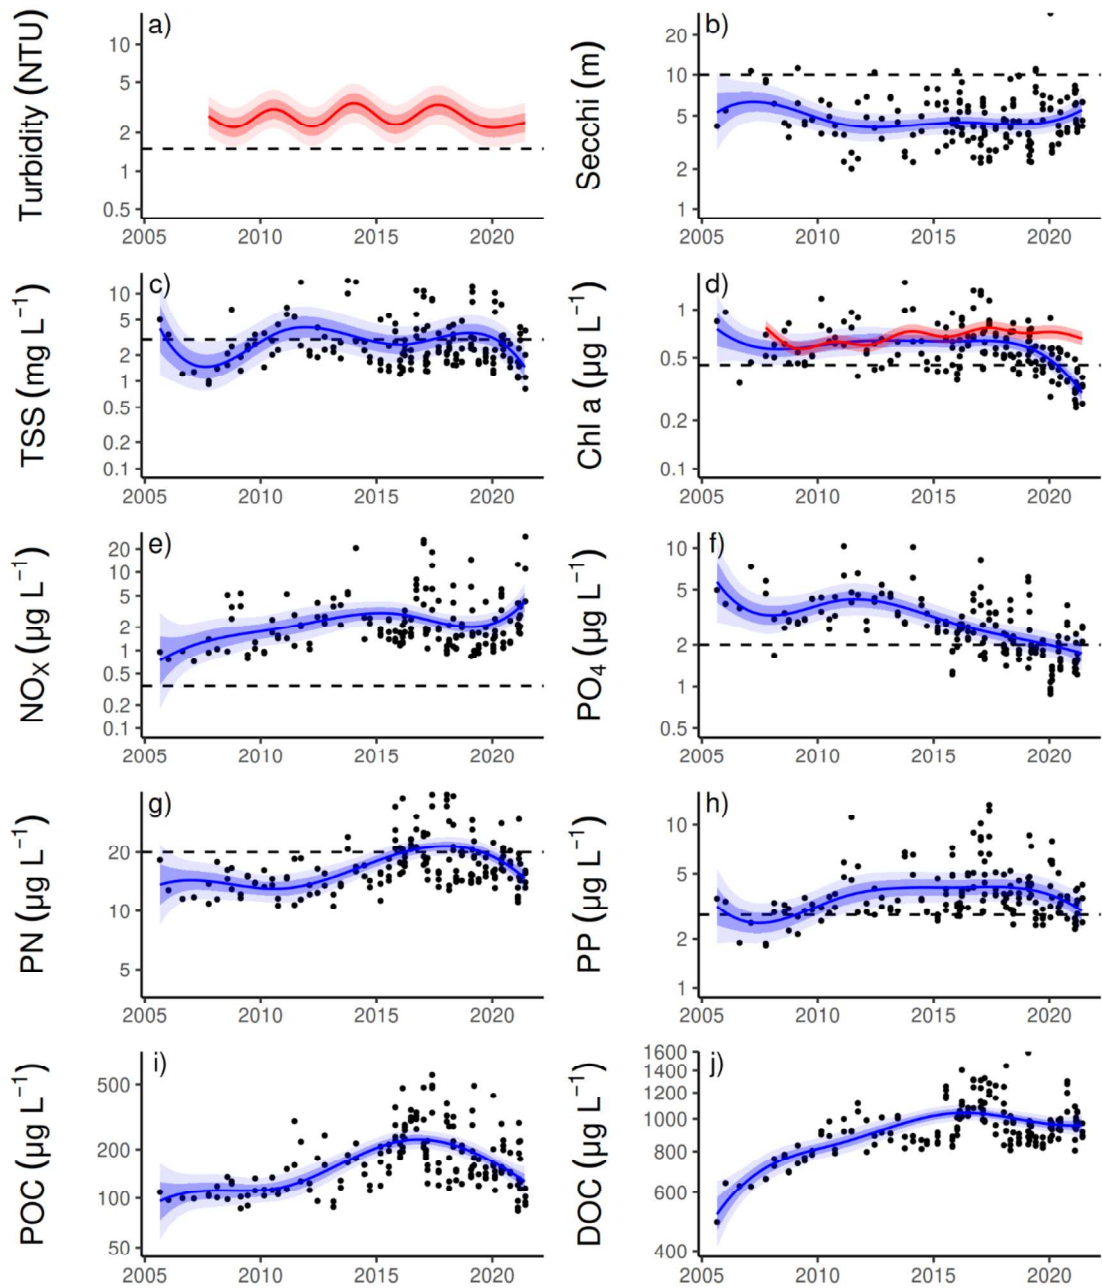 a)
Turbidity (NTU)
10
5
2
1
0.5
2005 2010 2015 2020
b)
Secchi (m)
20
10
5
2
1
2005 2010 2015 2020
c)
TSS (mg L⁻¹)
10
5
2
1
0.5
0.2
0.1
2005 2010 2015 2020
d)
Chl a (µg L⁻¹)
1
0.5
0.2
0.1
2005 2010 2015 2020
e)
NOₓ (µg L⁻¹)
20
10
5
2
1
0.5
0.2
0.1
2005 2010 2015 2020
f)
PO₄ (µg L⁻¹)
10
5
2
1
0.5
2005 2010 2015 2020
g)
PN (µg L⁻¹)
20
10
5
2005 2010 2015 2020
h)
PP (µg L⁻¹)
10
5
2
1
2005 2010 2015 2020
i)
POC (µg L⁻¹)
500
200
100
50
2005 2010 2015 2020
j)
DOC (µg L⁻¹)
1600
1400
1200
1000
800
600
400
2005 2010 2015 2020